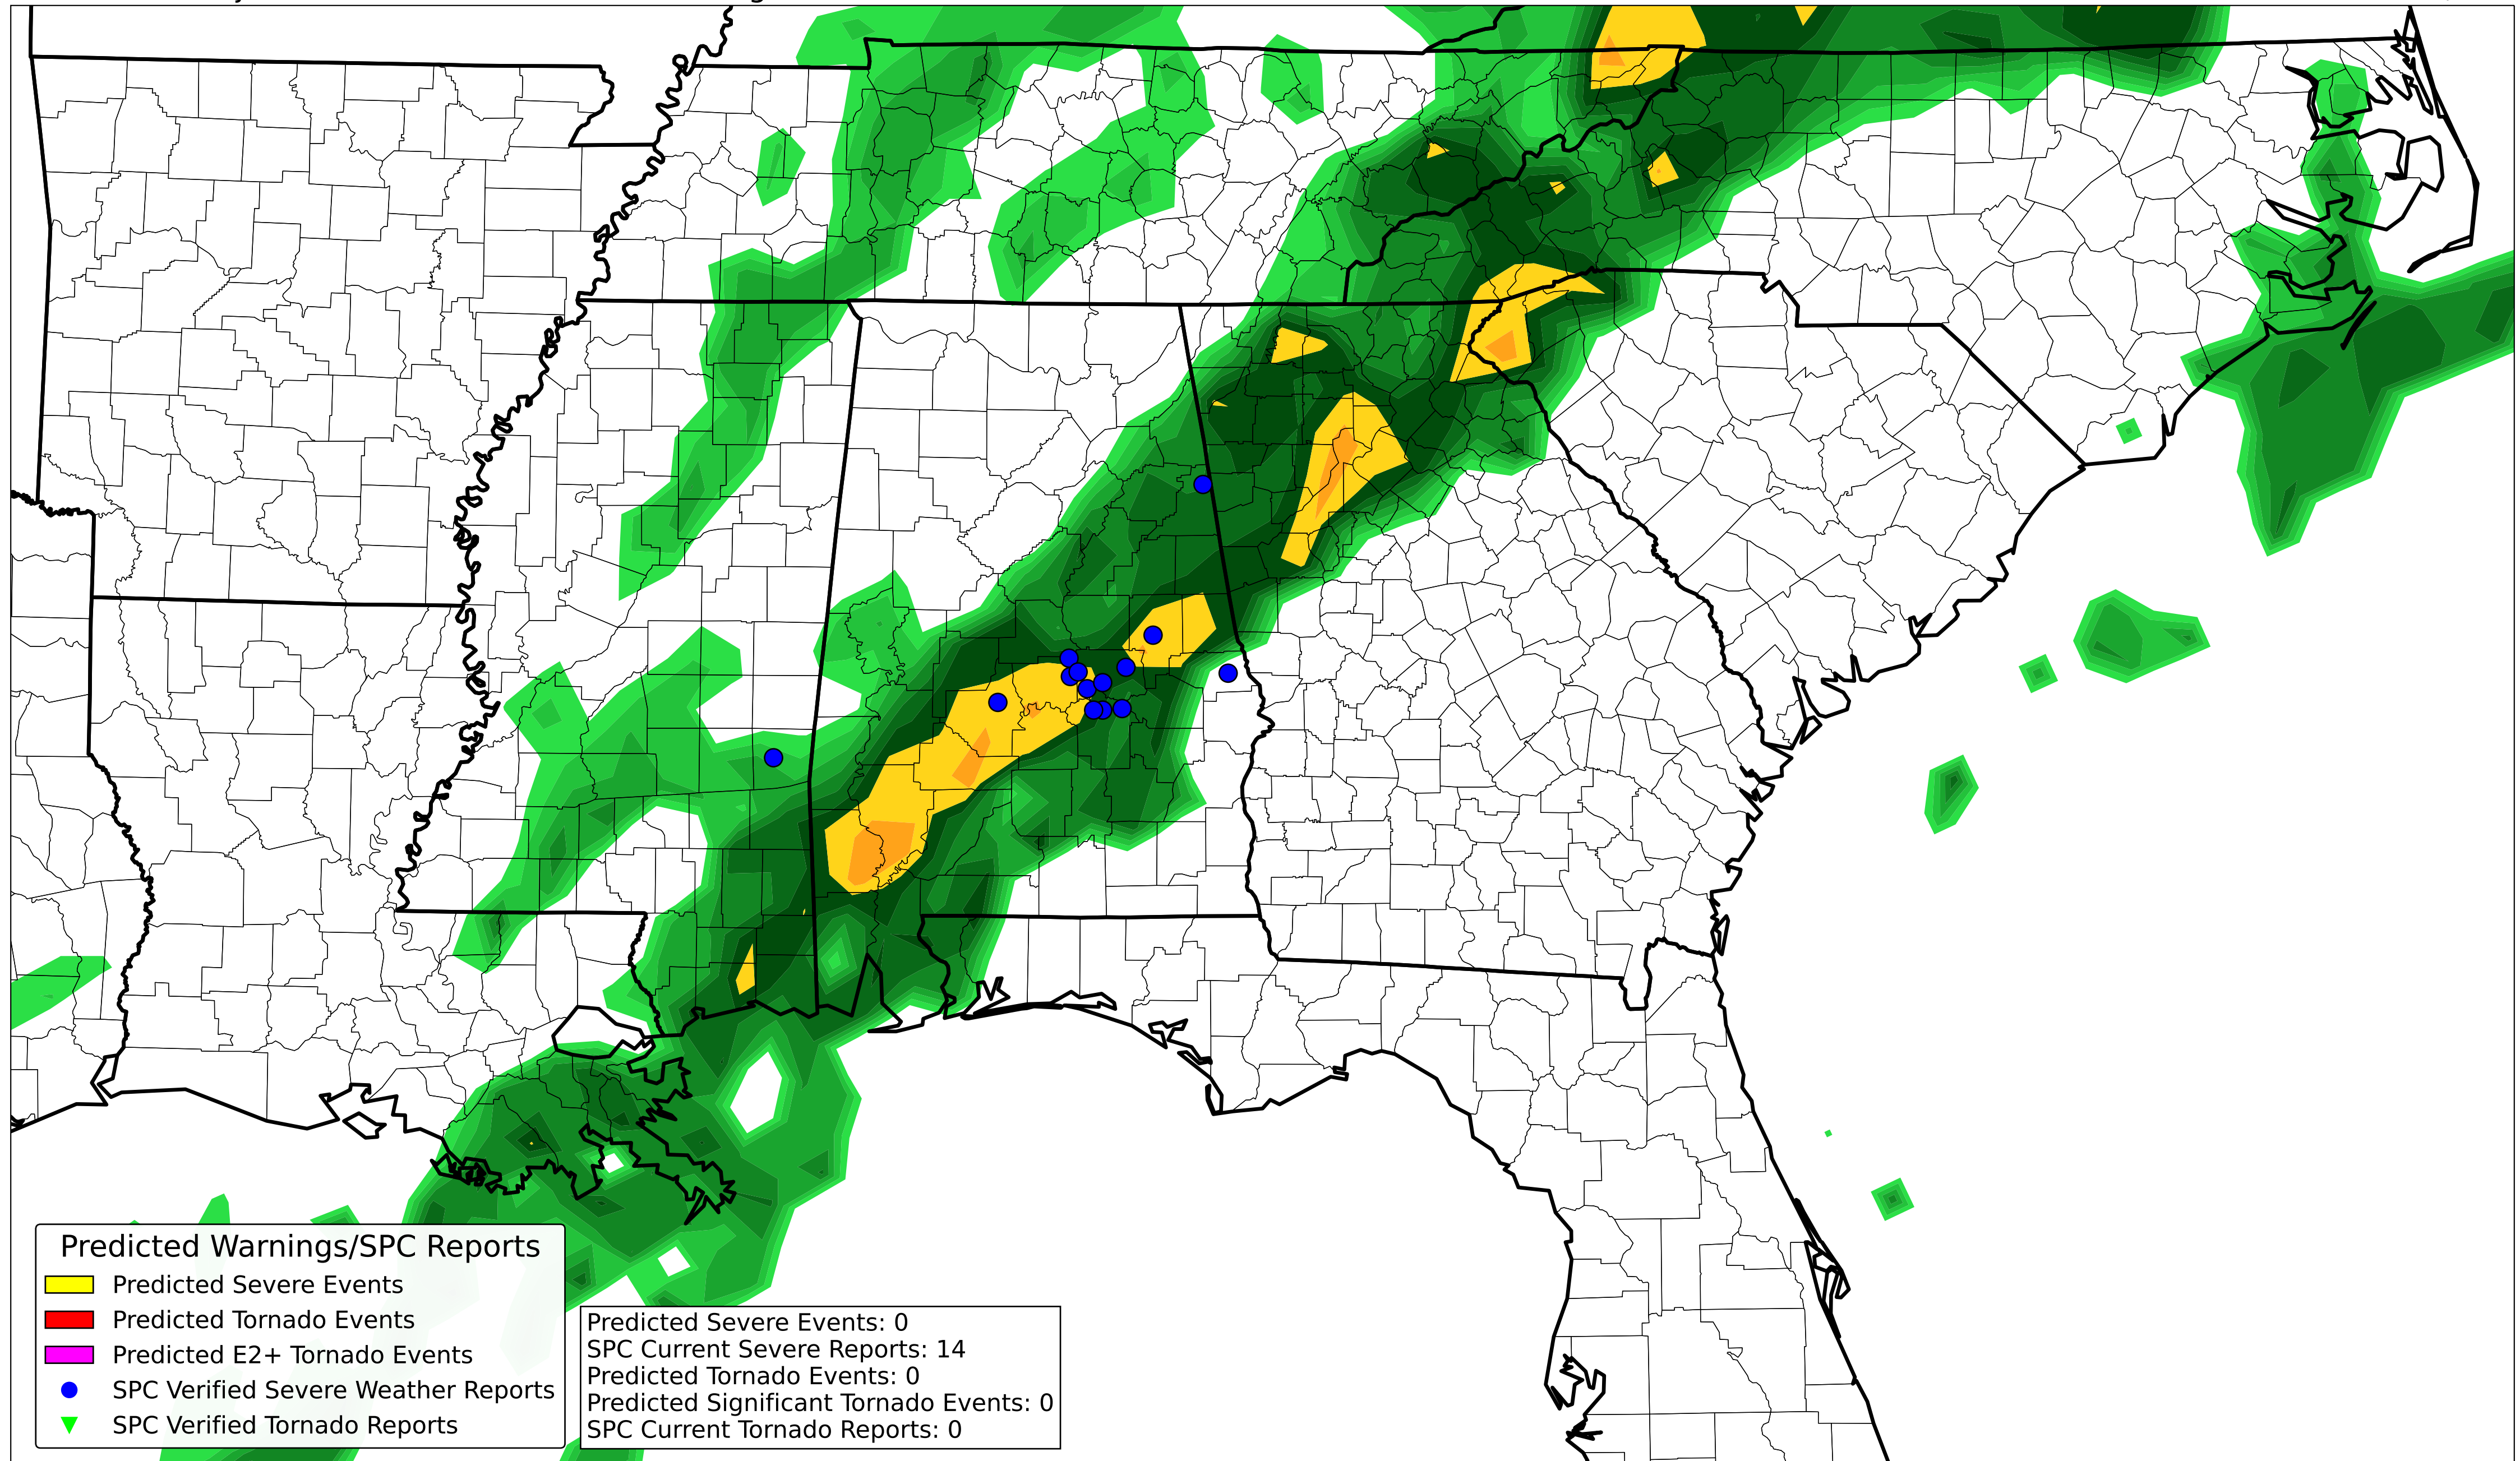 Predicted Warnings/SPC Reports
Predicted Severe Events
Predicted Tornado Events
Predicted E2+ Tornado Events
SPC Verified Severe Weather Reports
SPC Verified Tornado Reports
Predicted Severe Events: 0
SPC Current Severe Reports: 14
Predicted Tornado Events: 0
Predicted Significant Tornado Events: 0
SPC Current Tornado Reports: 0